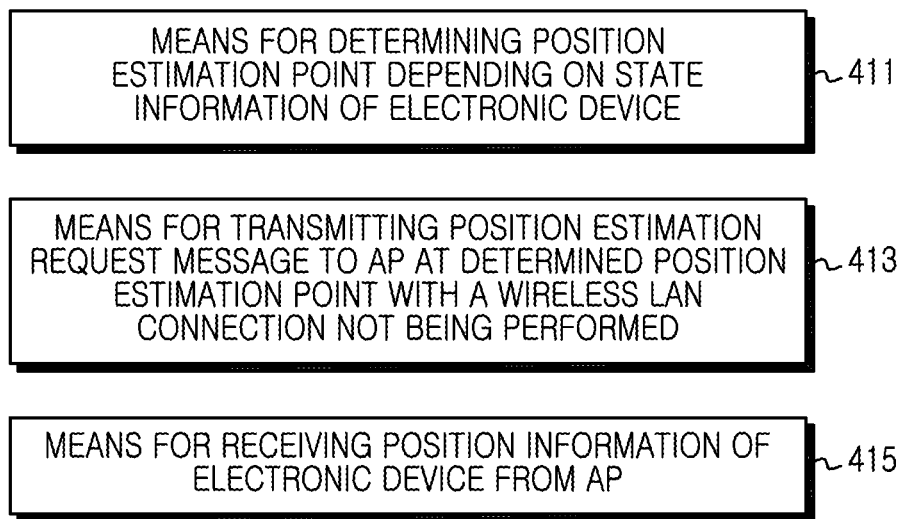 MEANS FOR DETERMINING POSITION
ESTIMATION POINT DEPENDING ON STATE
INFORMATION OF ELECTRONIC DEVICE
411
MEANS FOR TRANSMITTING POSITION ESTIMATION
REQUEST MESSAGE TO AP AT DETERMINED POSITION
ESTIMATION POINT WITH A WIRELESS LAN
CONNECTION NOT BEING PERFORMED
413
MEANS FOR RECEIVING POSITION INFORMATION OF
ELECTRONIC DEVICE FROM AP
415